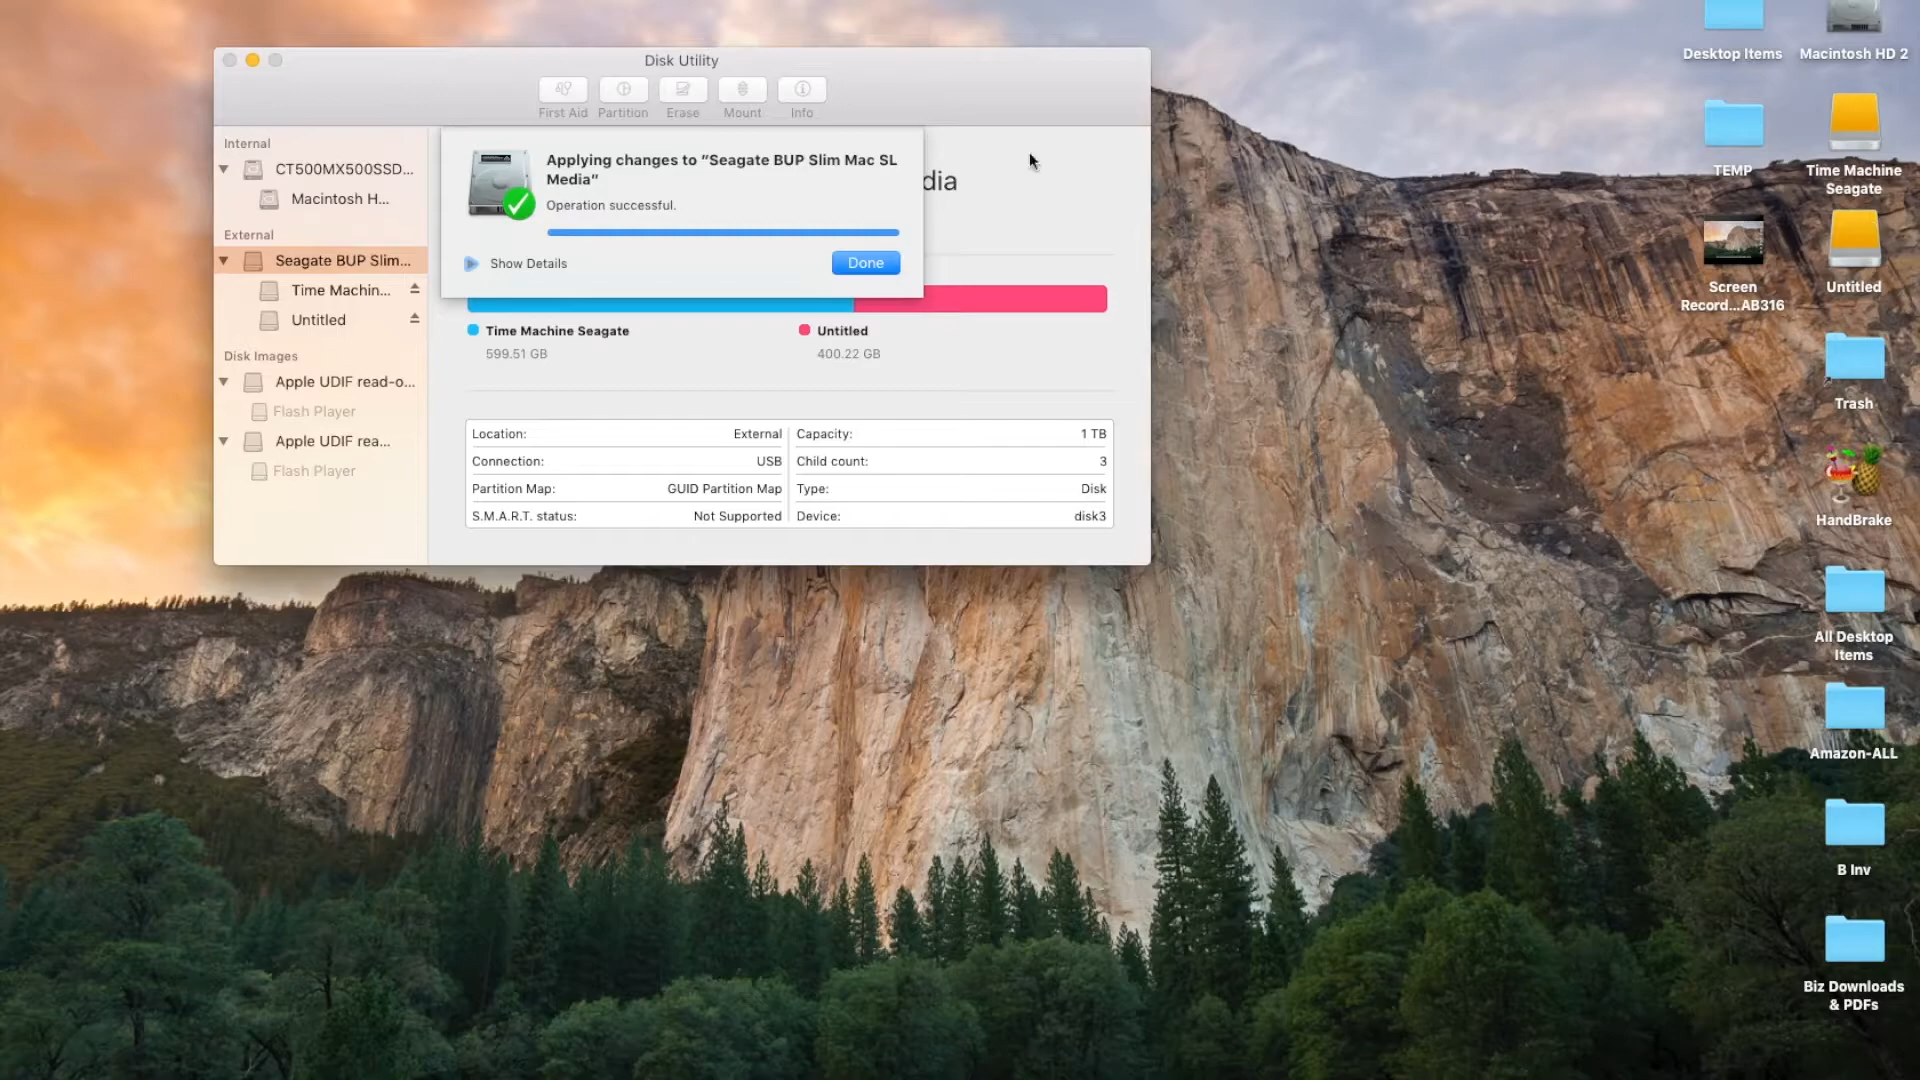 Disk Utility
First Aid
Partition
Erase
Mount
Info
Internal
CT500MX500SSD...
Macintosh H...
External
Seagate BUP Slim...
Time Machin...
Untitled
Disk Images
Apple UDIF read-o...
Flash Player
Apple UDIF rea...
Flash Player
Applying changes to “Seagate BUP Slim Mac SL
Media”
Operation successful.
Show Details
Done
dia
Time Machine Seagate
599.51 GB
Untitled
400.22 GB
Location: External
Capacity: 1 TB
Connection: USB
Child count: 3
Partition Map: GUID Partition Map
Type: Disk
S.M.A.R.T. status: Not Supported
Device: disk3
Desktop Items
Macintosh HD 2
TEMP
Time Machine
Seagate
Screen
Record...AB316
Untitled
Trash
HandBrake
All Desktop
Items
Amazon-ALL
B Inv
Biz Downloads
& PDFs